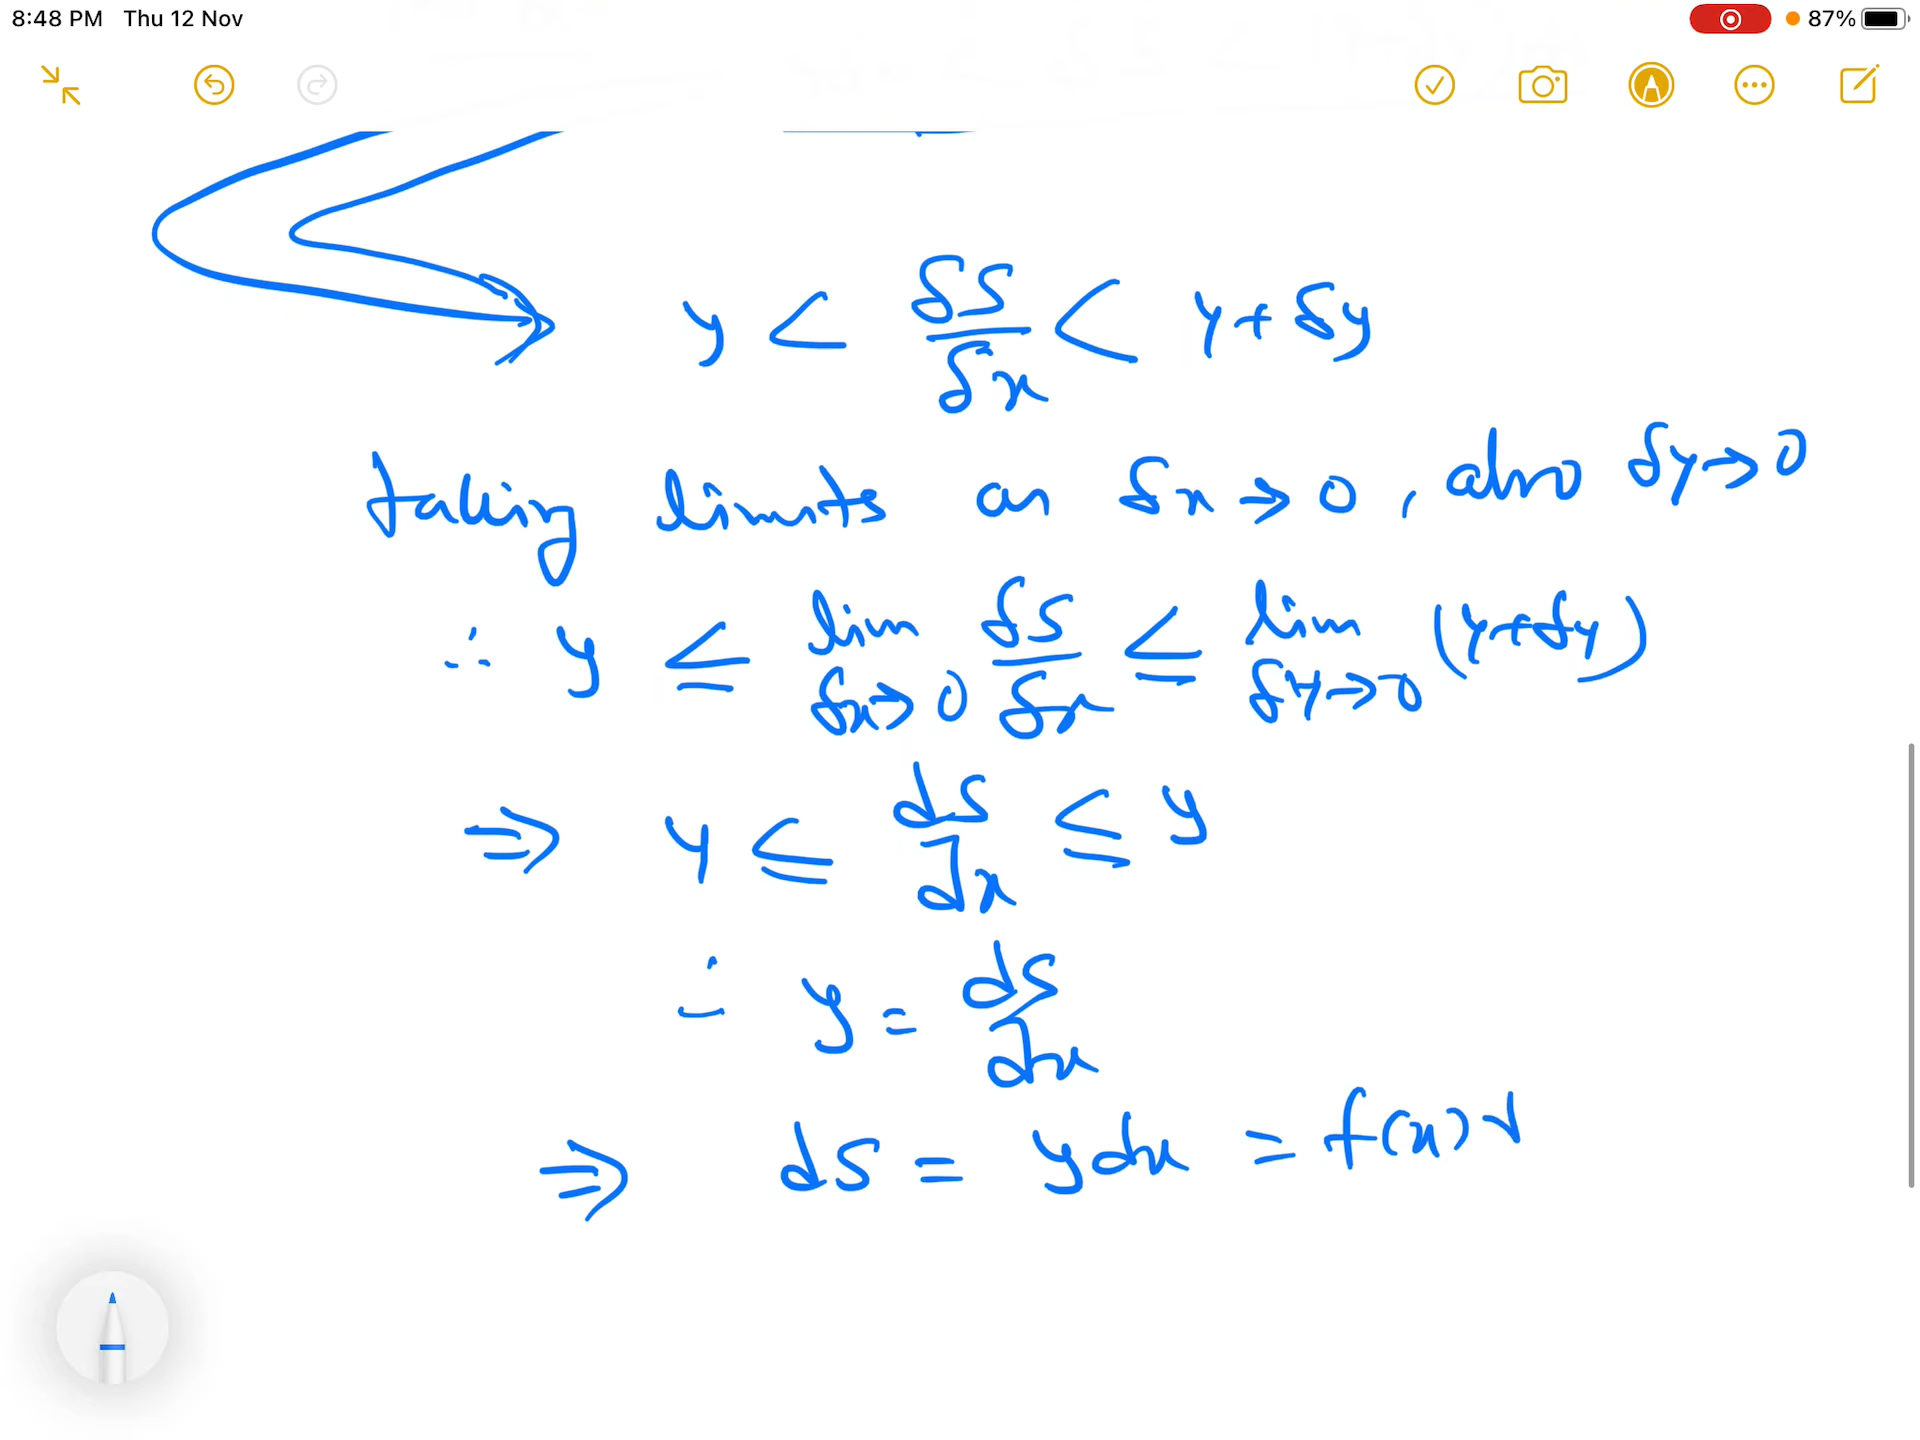 8:48 PM Thu 12 Nov 87%
y < δS/δx < y + δy
taking limits as δx → 0, also δy → 0
∴ y ≤ lim δx→0 δS/δx ≤ lim δy→0 (y+δy)
⇒ y ≤ dS/dx ≤ y
∴ y = dS/dx
⇒ dS = y dx = f(x)